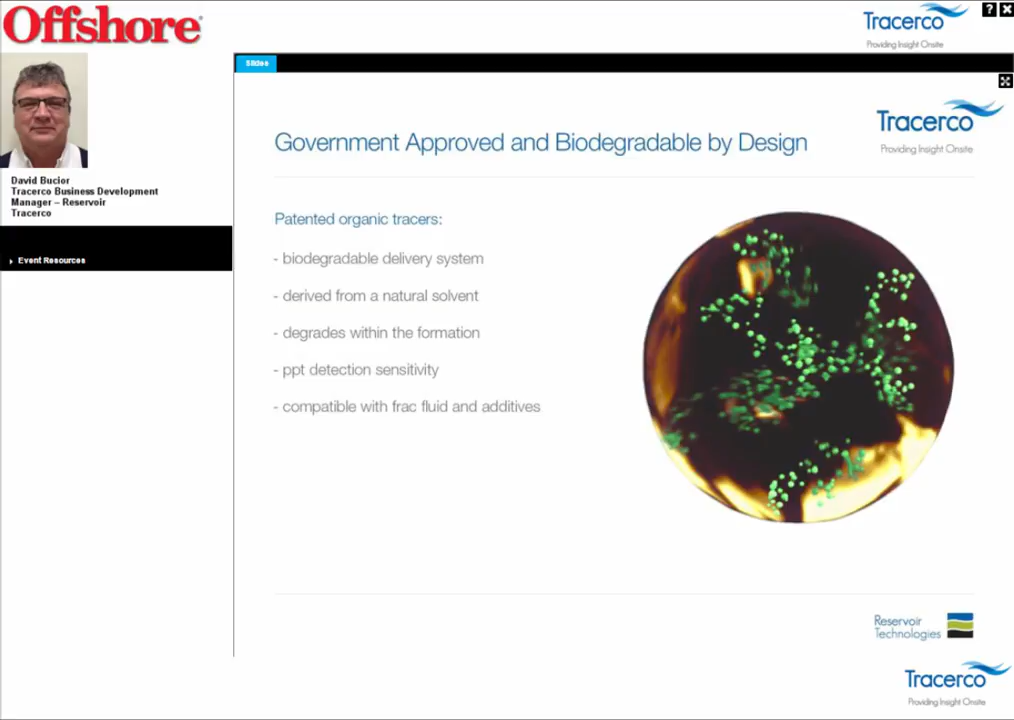 Offshore
Tracerco
Providing Insight Onsite
?
Slides
David Bucior
Tracerco Business Development
Manager – Reservoir
Tracerco
Event Resources
Tracerco
Providing Insight Onsite
Government Approved and Biodegradable by Design
Patented organic tracers:
- biodegradable delivery system
- derived from a natural solvent
- degrades within the formation
- ppt detection sensitivity
- compatible with frac fluid and additives
Reservoir
Technologies
Tracerco
Providing Insight Onsite